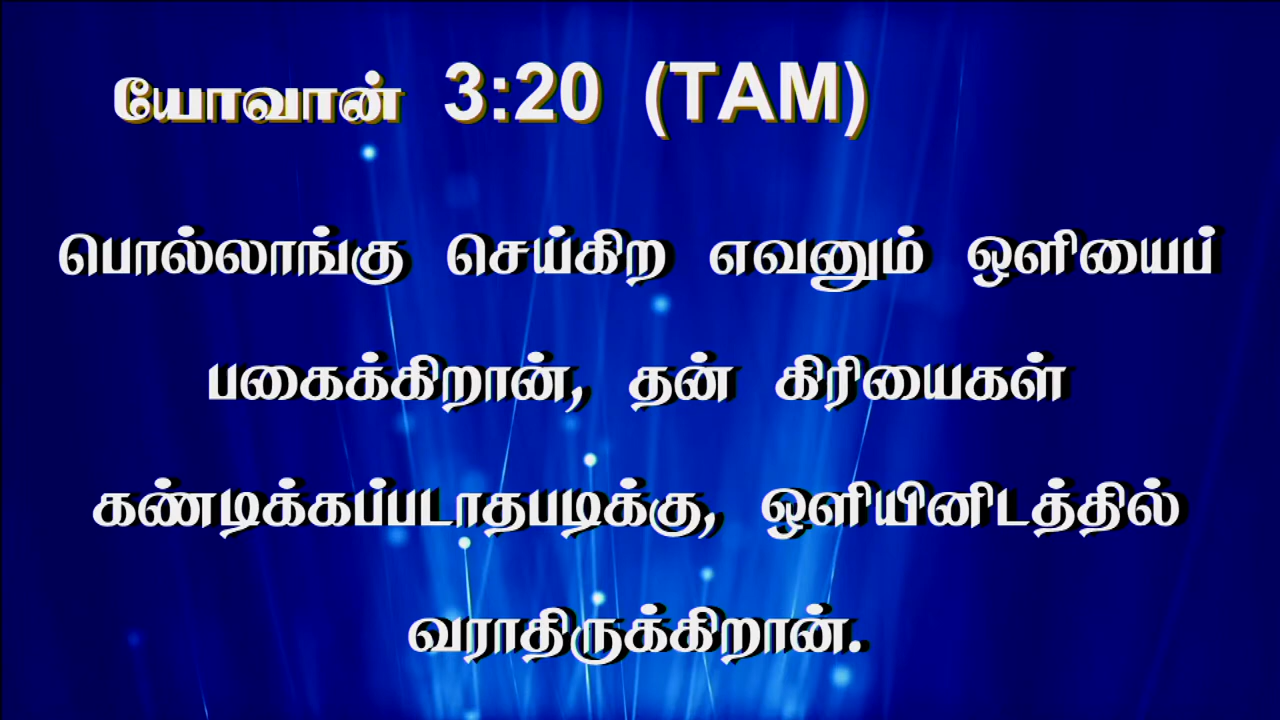 யோவான் 3:20 (TAM)
பொல்லாங்கு செய்கிற எவனும் ஒளியைப்
பகைக்கிறான், தன் கிரியைகள்
கண்டிக்கப்படாதபடிக்கு, ஒளியினிடத்தில்
வராதிருக்கிறான்.